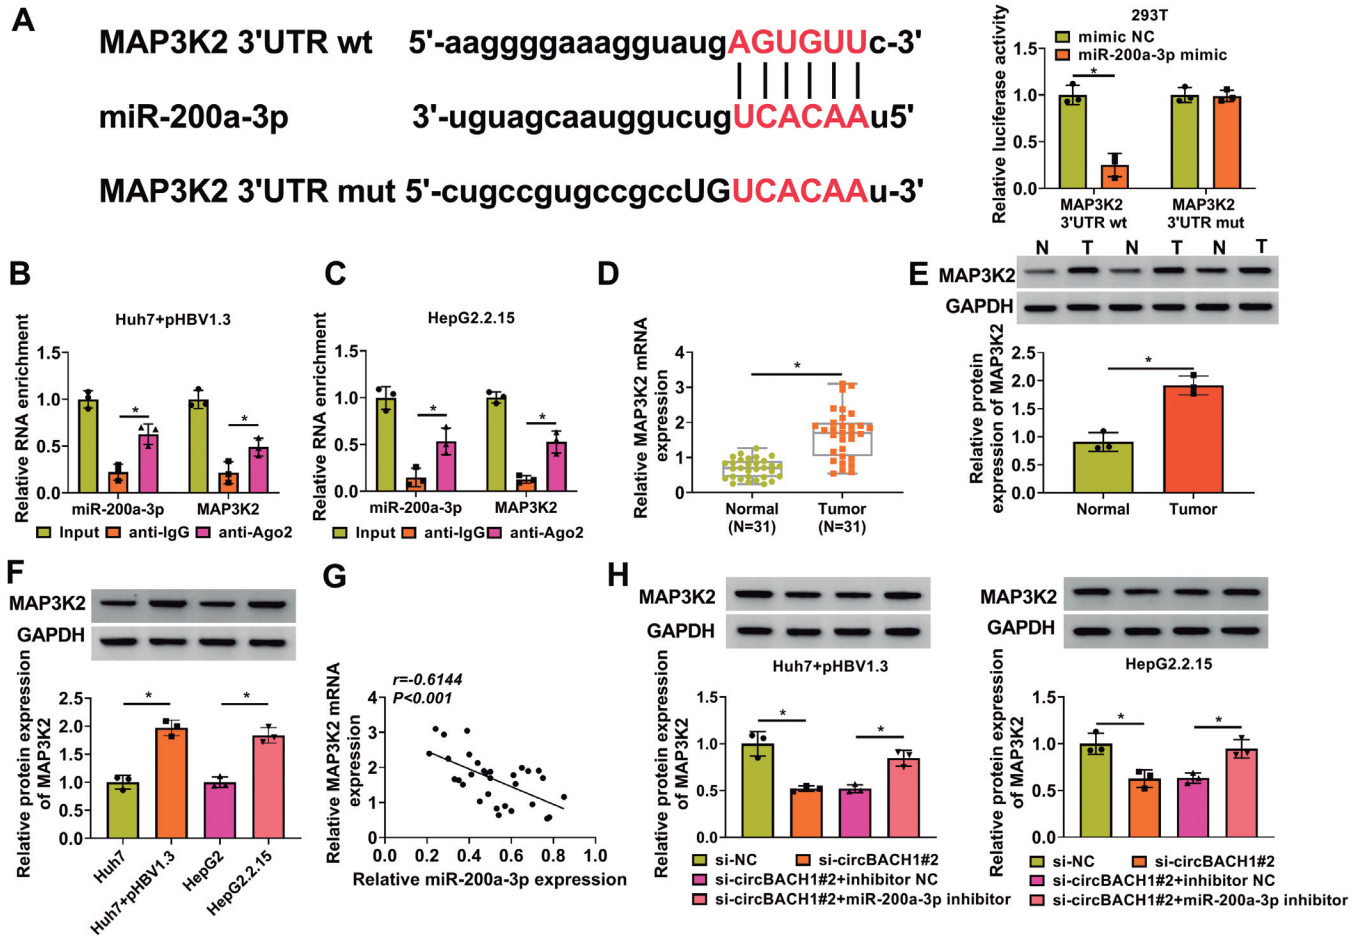 A
MAP3K2 3'UTR wt 5'-aaggggaaagguaugAGUGUUc-3'
miR-200a-3p 3'-uguagcaauggucugUCACAAu5'
MAP3K2 3'UTR mut 5'-cugccgugccgccUGUCACAAu-3'
293T
mimic NC
miR-200a-3p mimic
Relative luciferase activity
1.5
1.0
0.5
0.0
*
MAP3K2 3'UTR wt
MAP3K2 3'UTR mut
B
Huh7+pHBV1.3
Relative RNA enrichment
1.5
1.0
0.5
0.0
* *
miR-200a-3p MAP3K2
Input anti-IgG anti-Ago2
C
HepG2.2.15
Relative RNA enrichment
1.5
1.0
0.5
0.0
* *
miR-200a-3p MAP3K2
Input anti-IgG anti-Ago2
D
Relative MAP3K2 mRNA
expression
4
3
2
1
0
*
Normal Tumor
(N=31) (N=31)
E
N T N T N T
MAP3K2
GAPDH
Relative protein
expression of MAP3K2
2.5
2.0
1.5
1.0
0.5
0.0
*
Normal Tumor
F
MAP3K2
GAPDH
Relative protein expression
of MAP3K2
2.5
2.0
1.5
1.0
0.5
0.0
* *
Huh7 Huh7+pHBV1.3 HepG2 HepG2.2.15
G
r=-0.6144
P<0.001
Relative MAP3K2 mRNA
expression
4
3
2
1
0
0.0 0.2 0.4 0.6 0.8 1.0
Relative miR-200a-3p expression
H
MAP3K2
GAPDH
Huh7+pHBV1.3
Relative protein expression
of MAP3K2
1.5
1.0
0.5
0.0
* *
si-NC si-circBACH1#2
si-circBACH1#2+inhibitor NC
si-circBACH1#2+miR-200a-3p inhibitor
MAP3K2
GAPDH
HepG2.2.15
Relative protein expression
of MAP3K2
1.5
1.0
0.5
0.0
* *
si-NC si-circBACH1#2
si-circBACH1#2+inhibitor NC
si-circBACH1#2+miR-200a-3p inhibitor